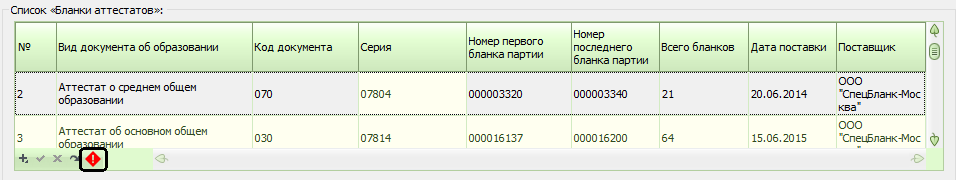 Список «Бланки аттестатов»:
№ Вид документа об образовании Код документа Серия Номер первого бланка партии Номер последнего бланка партии Всего бланков Дата поставки Поставщик
2 Аттестат о среднем общем образовании 070 07804 000003320 000003340 21 20.06.2014 ООО "СпецБланк-Москва"
3 Аттестат об основном общем образовании 030 07814 000016137 000016200 64 15.06.2015 ООО "СпецБланк-Мос